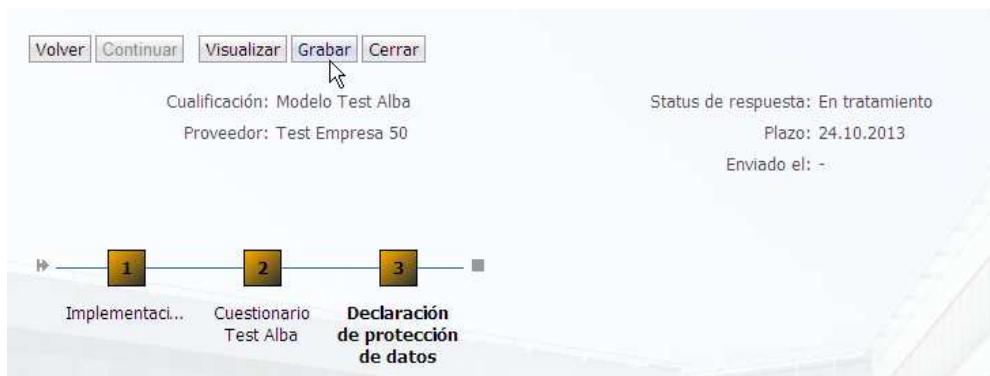 Volver Continuar Visualizar Grabar Cerrar
Cualificación: Modelo Test Alba Status de respuesta: En tratamiento
Proveedor: Test Empresa 50 Plazo: 24.10.2013
Enviado el: -
1 2 3
Implementaci... Cuestionario Declaración
Test Alba de protección
de datos